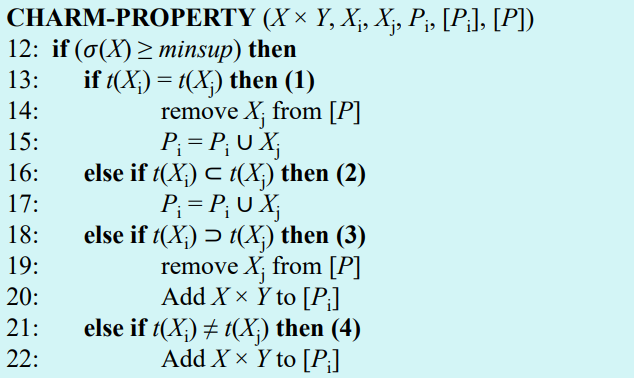 CHARM-PROPERTY (X × Y, Xᵢ, Xⱼ, Pᵢ, [Pᵢ], [P])
12: if (σ(X) ≥ minsup) then
13: if t(Xᵢ) = t(Xⱼ) then (1)
14: remove Xⱼ from [P]
15: Pᵢ = Pᵢ ∪ Xⱼ
16: else if t(Xᵢ) ⊂ t(Xⱼ) then (2)
17: Pᵢ = Pᵢ ∪ Xⱼ
18: else if t(Xᵢ) ⊃ t(Xⱼ) then (3)
19: remove Xⱼ from [P]
20: Add X × Y to [Pᵢ]
21: else if t(Xᵢ) ≠ t(Xⱼ) then (4)
22: Add X × Y to [Pᵢ]